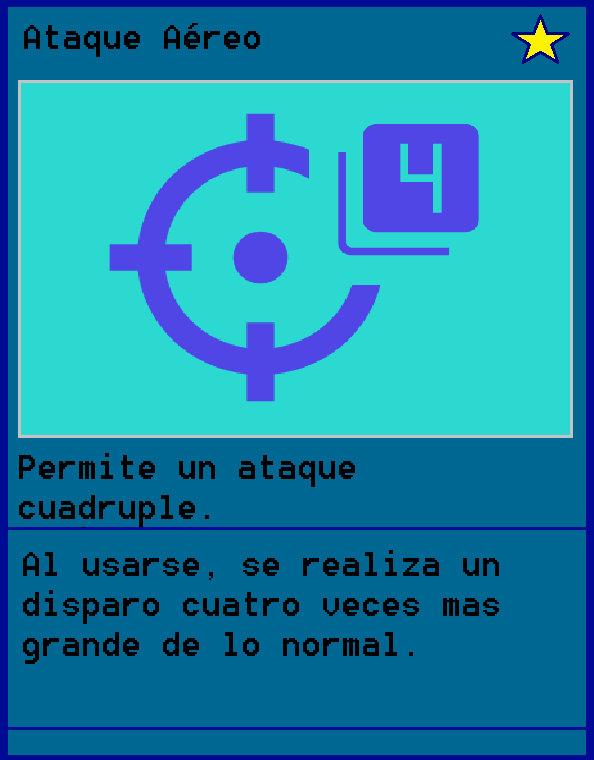 Ataque Aéreo
4
Permite un ataque
cuadruple.
Al usarse, se realiza un
disparo cuatro veces mas
grande de lo normal.